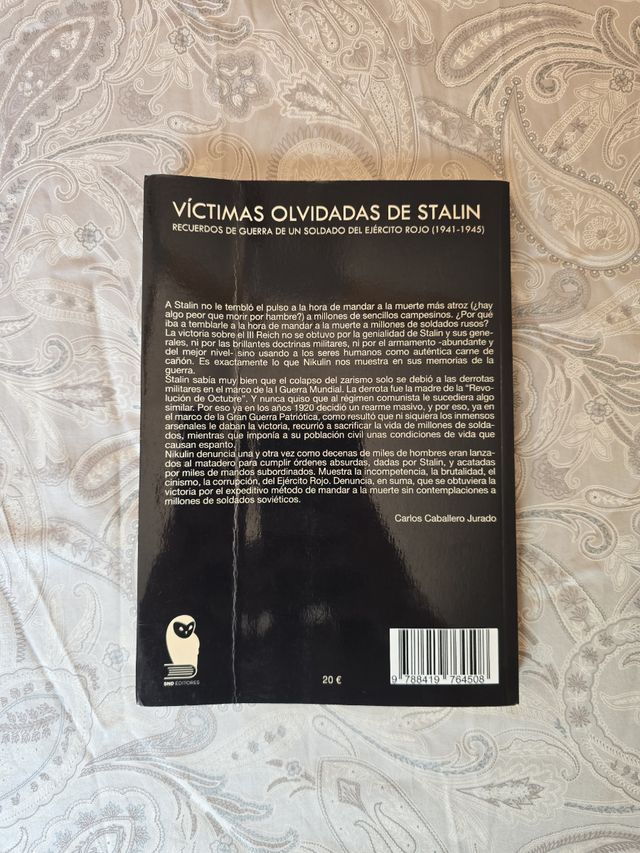 VÍCTIMAS OLVIDADAS DE STALIN
RECUERDOS DE GUERRA DE UN SOLDADO DEL EJÉRCITO ROJO (1941-1945)
A Stalin no le tembló el pulso a la hora de mandar a la muerte más atroz (¿hay
algo peor que morir por hambre?) a millones de sencillos campesinos. ¿Por qué
iba a temblarle a la hora de mandar a la muerte a millones de soldados rusos?
La victoria sobre el III Reich no se obtuvo por la genialidad de Stalin y sus gene-
rales, ni por las brillantes doctrinas militares, ni por el armamento -abundante y
del mejor nivel- sino usando a los seres humanos como auténtica carne de
cañón. Es exactamente lo que Nikulin nos muestra en sus memorias de la
guerra.
Stalin sabía muy bien que el colapso del zarismo solo se debió a las derrotas
militares en el marco de la I Guerra Mundial. La derrota fue la madre de la "Revo-
lución de Octubre". Y nunca quiso que al régimen comunista le sucediera algo
similar. Por eso ya en los años 1920 decidió un rearme masivo, y por eso, ya en
el marco de la Gran Guerra Patriótica, como resultó que ni siquiera los inmensos
arsenales le daban la victoria, recurrió a sacrificar la vida de millones de solda-
dos, mientras que imponía a su población civil unas condiciones de vida que
causan espanto.
Nikulin denuncia una y otra vez como decenas de miles de hombres eran lanza-
dos al matadero para cumplir órdenes absurdas, dadas por Stalin, y acatadas
por miles de mandos subordinados. Muestra la incompetencia, la brutalidad, el
cinismo, la corrupción, del Ejército Rojo. Denuncia, en suma, que se obtuviera la
victoria por el expeditivo método de mandar a la muerte sin contemplaciones a
millones de soldados soviéticos.
Carlos Caballero Jurado
SND EDITORES
20 €
9 788419 764508